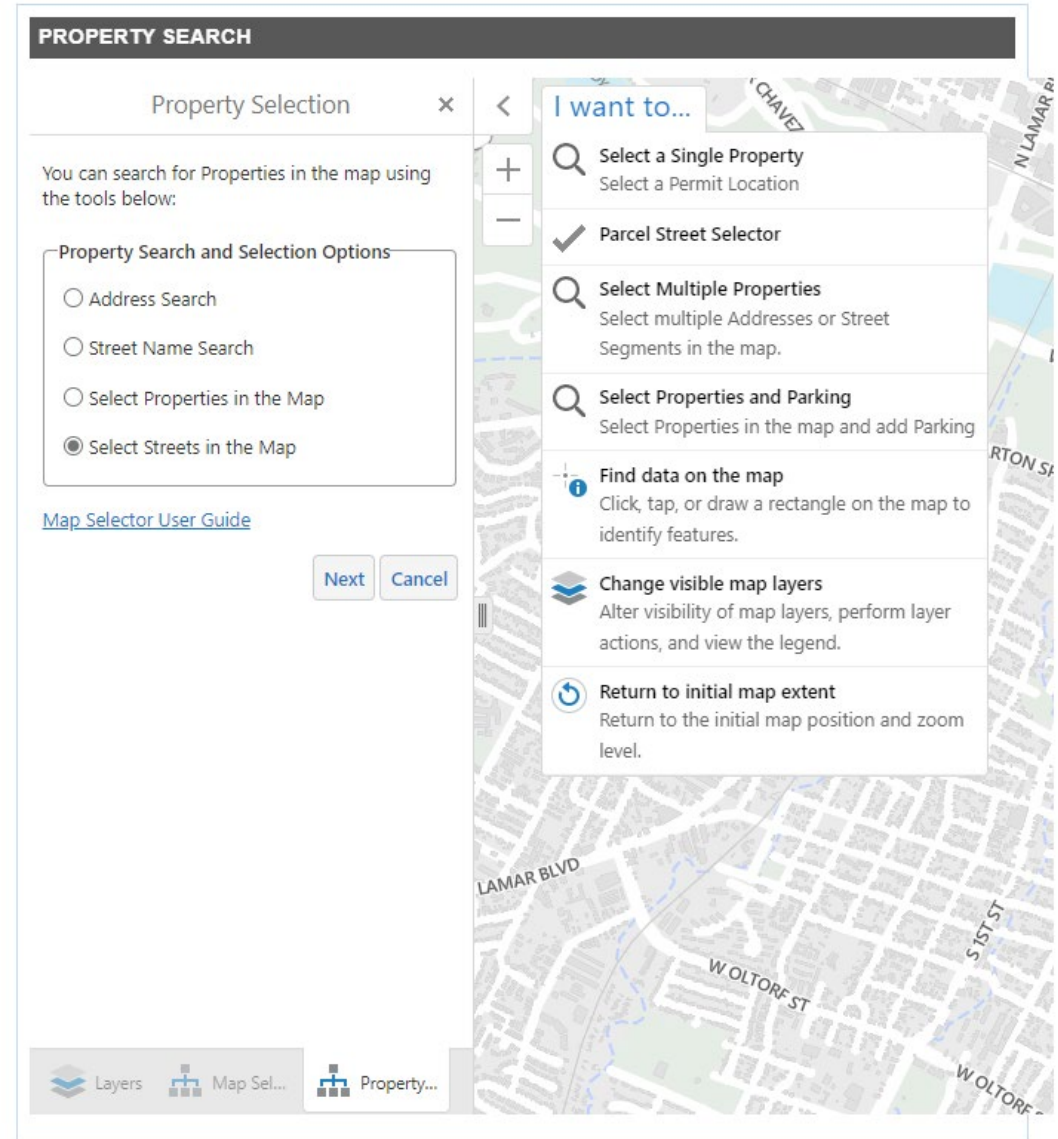 PROPERTY SEARCH
Property Selection
You can search for Properties in the map using
the tools below:
Property Search and Selection Options
Address Search
Street Name Search
Select Properties in the Map
Select Streets in the Map
Map Selector User Guide
Next
Cancel
Layers
Map Sel...
Property...
I want to...
Select a Single Property
Select a Permit Location
Parcel Street Selector
Select Multiple Properties
Select multiple Addresses or Street
Segments in the map.
Select Properties and Parking
Select Properties in the map and add Parking
Find data on the map
Click, tap, or draw a rectangle on the map to
identify features.
Change visible map layers
Alter visibility of map layers, perform layer
actions, and view the legend.
Return to initial map extent
Return to the initial map position and zoom
level.
CHAVEZ
N LAMAR B
RTON S
LAMAR BLVD
S 1ST ST
W OLTORF ST
W OLTORF